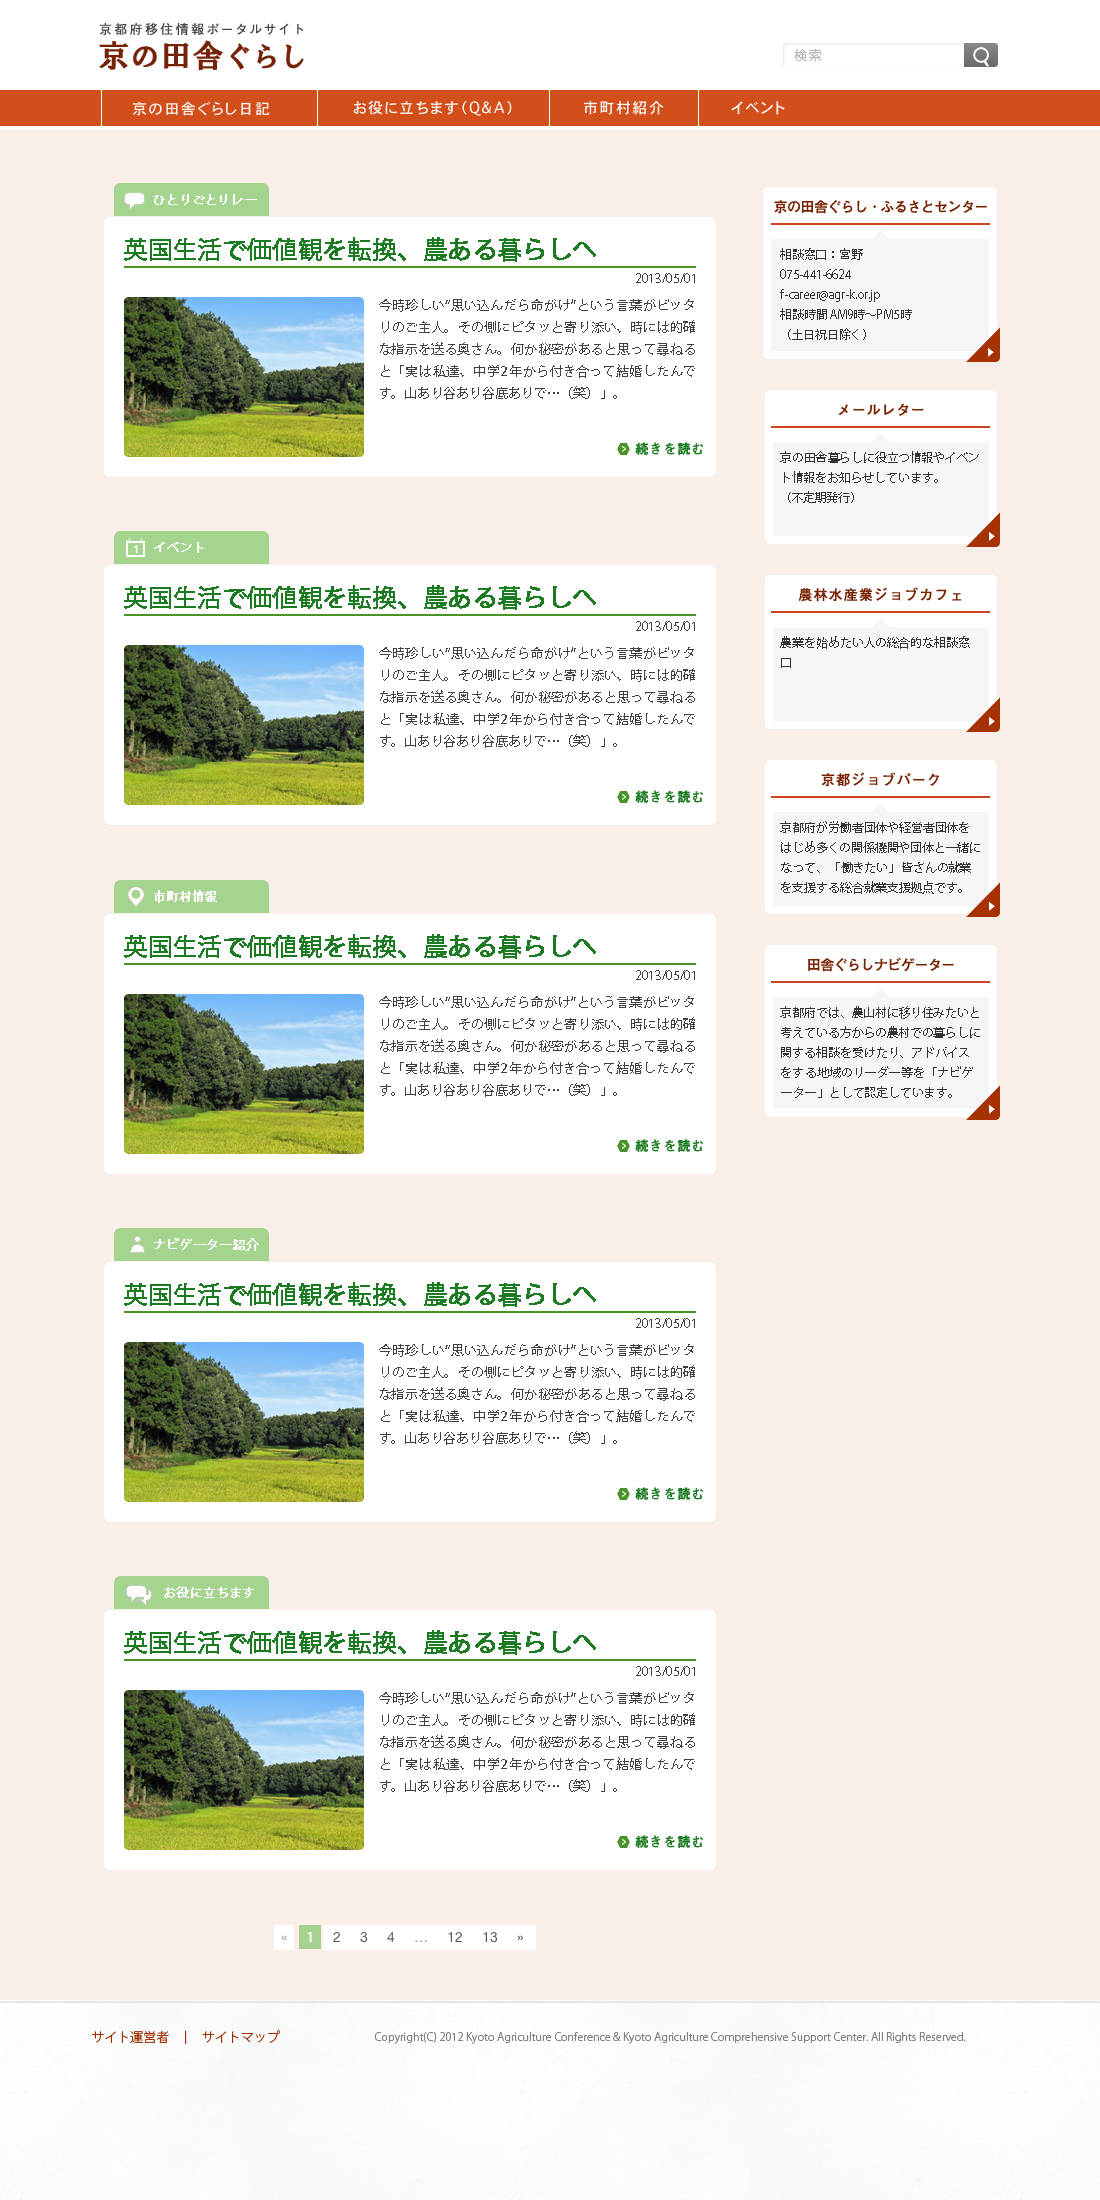 京都府移住情報ポータルサイト
京の田舎ぐらし
検索
京の田舎ぐらし日記
お役に立ちます(Q&A)
市町村紹介
イベント
ひとりごとリレー
英国生活で価値観を転換、農ある暮らしへ
2013/05/01
今時珍しい"思い込んだら命がけ"という言葉がピッタ
リのご主人。その側にピタッと寄り添い、時には的確
な指示を送る奥さん。何か秘密があると思って尋ねる
と「実は私達、中学2年から付き合って結婚したんで
す。山あり谷あり谷底ありで…（笑）」。
続きを読む
イベント
英国生活で価値観を転換、農ある暮らしへ
2013/05/01
今時珍しい"思い込んだら命がけ"という言葉がピッタ
リのご主人。その側にピタッと寄り添い、時には的確
な指示を送る奥さん。何か秘密があると思って尋ねる
と「実は私達、中学2年から付き合って結婚したんで
す。山あり谷あり谷底ありで…（笑）」。
続きを読む
市町村情報
英国生活で価値観を転換、農ある暮らしへ
2013/05/01
今時珍しい"思い込んだら命がけ"という言葉がピッタ
リのご主人。その側にピタッと寄り添い、時には的確
な指示を送る奥さん。何か秘密があると思って尋ねる
と「実は私達、中学2年から付き合って結婚したんで
す。山あり谷あり谷底ありで…（笑）」。
続きを読む
ナビゲーター紹介
英国生活で価値観を転換、農ある暮らしへ
2013/05/01
今時珍しい"思い込んだら命がけ"という言葉がピッタ
リのご主人。その側にピタッと寄り添い、時には的確
な指示を送る奥さん。何か秘密があると思って尋ねる
と「実は私達、中学2年から付き合って結婚したんで
す。山あり谷あり谷底ありで…（笑）」。
続きを読む
お役に立ちます
英国生活で価値観を転換、農ある暮らしへ
2013/05/01
今時珍しい"思い込んだら命がけ"という言葉がピッタ
リのご主人。その側にピタッと寄り添い、時には的確
な指示を送る奥さん。何か秘密があると思って尋ねる
と「実は私達、中学2年から付き合って結婚したんで
す。山あり谷あり谷底ありで…（笑）」。
続きを読む
« 1 2 3 4 … 12 13 »
京の田舎ぐらし・ふるさとセンター
相談窓口：宮野
075-441-6624
f-career@agr-k.or.jp
相談時間 AM9時～PM5時
（土日祝日除く）
メールレター
京の田舎暮らしに役立つ情報やイベン
ト情報をお知らせしています。
（不定期発行）
農林水産業ジョブカフェ
農業を始めたい人の総合的な相談窓
口
京都ジョブパーク
京都府が労働者団体や経営者団体を
はじめ多くの関係機関や団体と一緒に
なって、「働きたい」皆さんの就業
を支援する総合就業支援拠点です。
田舎ぐらしナビゲーター
京都府では、農山村に移り住みたいと
考えている方からの農村での暮らしに
関する相談を受けたり、アドバイス
をする地域のリーダー等を「ナビゲ
ーター」として認定しています。
サイト運営者 | サイトマップ
Copyright(C) 2012 Kyoto Agriculture Conference & Kyoto Agriculture Comprehensive Support Center. All Rights Reserved.